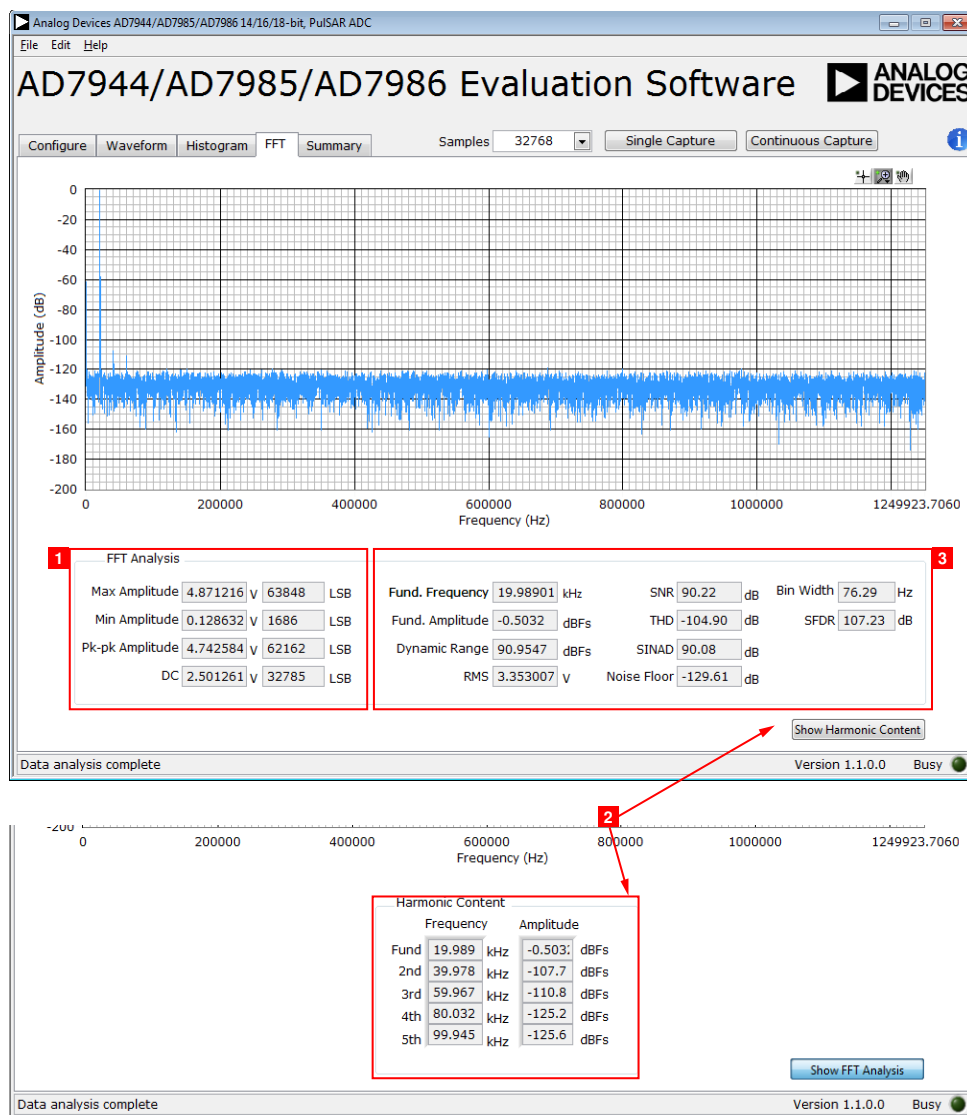 Analog Devices AD7944/AD7985/AD7986 14/16/18-bit, PulSAR ADC
File Edit Help
AD7944/AD7985/AD7986 Evaluation Software
ANALOG
DEVICES
Configure Waveform Histogram FFT Summary Samples 32768 Single Capture Continuous Capture i
0
-20
-40
-60
-80
-100
-120
-140
-160
-180
-200
Amplitude (dB)
0 200000 400000 600000 800000 1000000 1249923.7060
Frequency (Hz)
1
FFT Analysis
Max Amplitude 4.871216 V 63848 LSB
Min Amplitude 0.128632 V 1686 LSB
Pk-pk Amplitude 4.742584 V 62162 LSB
DC 2.501261 V 32785 LSB
3
Fund. Frequency 19.98901 kHz SNR 90.22 dB Bin Width 76.29 Hz
Fund. Amplitude -0.5032 dBFs THD -104.90 dB SFDR 107.23 dB
Dynamic Range 90.9547 dBFs SINAD 90.08 dB
RMS 3.353007 V Noise Floor -129.61 dB
Show Harmonic Content
Data analysis complete Version 1.1.0.0 Busy
2
-200
0 200000 400000 600000 800000 1000000 1249923.7060
Frequency (Hz)
Harmonic Content
Frequency Amplitude
Fund 19.989 kHz -0.503 dBFs
2nd 39.978 kHz -107.7 dBFs
3rd 59.967 kHz -110.8 dBFs
4th 80.032 kHz -125.2 dBFs
5th 99.945 kHz -125.6 dBFs
Show FFT Analysis
Data analysis complete Version 1.1.0.0 Busy